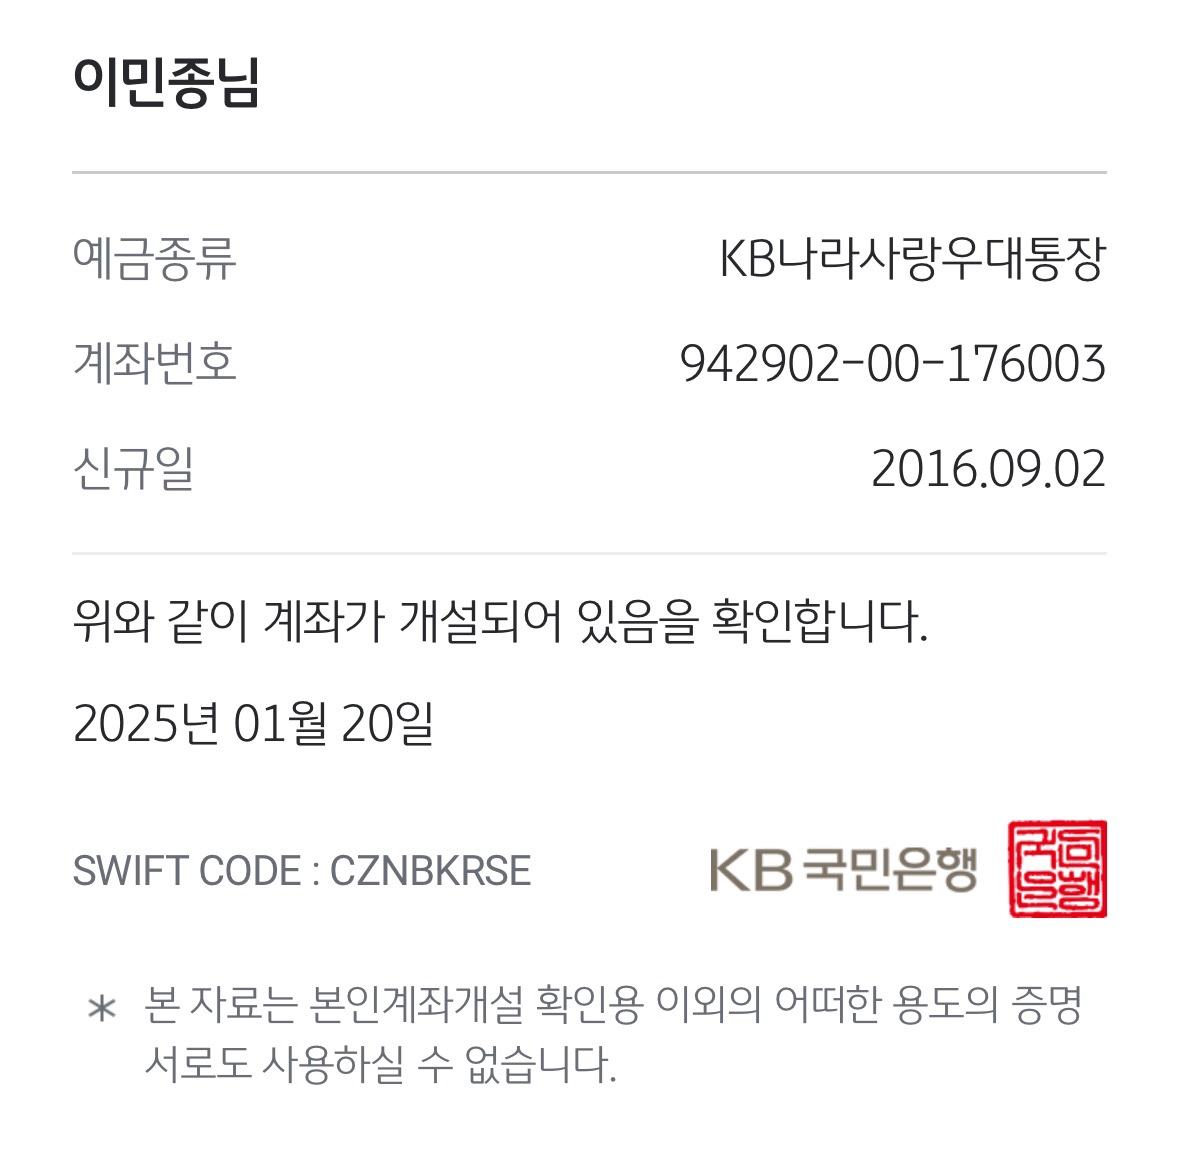 이민종님
예금종류 KB나라사랑우대통장
계좌번호 942902-00-176003
신규일 2016.09.02
위와 같이 계좌가 개설되어 있음을 확인합니다.
2025년 01월 20일
SWIFT CODE : CZNBKRSE KB국민은행 국민은행
* 본 자료는 본인계좌개설 확인용 이외의 어떠한 용도의 증명
서로도 사용하실 수 없습니다.